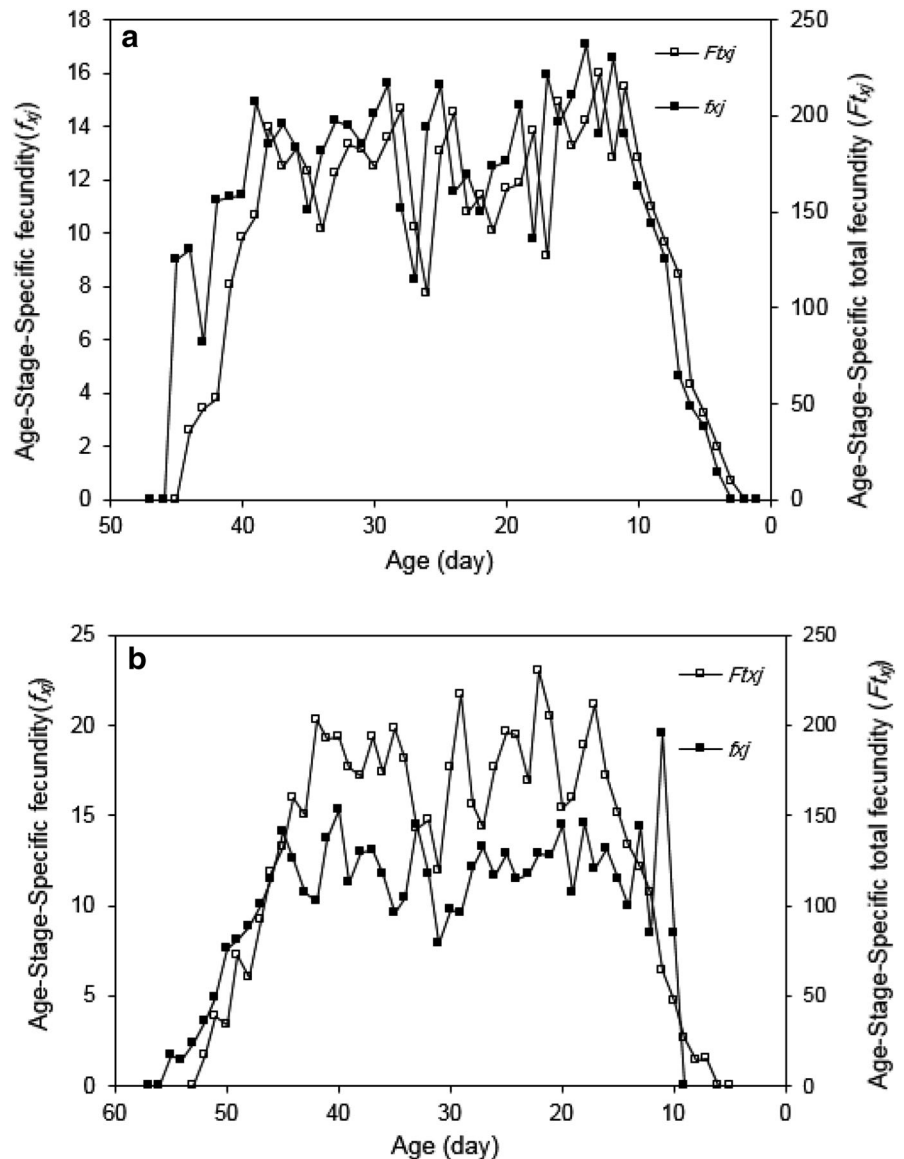 a
18
16
14
12
10
8
6
4
2
0
250
200
150
100
50
0
50 40 30 20 10 0
Age-Stage-Specific fecundity(fxj)
Age-Stage-Specific total fecundity (Ftxj)
Ftxj
fxj
Age (day)
b
25
20
15
10
5
0
250
200
150
100
50
0
60 50 40 30 20 10 0
Age-Stage-Specific fecundity(fxj)
Age-Stage-Specific total fecundity (Ftxj)
Ftxj
fxj
Age (day)